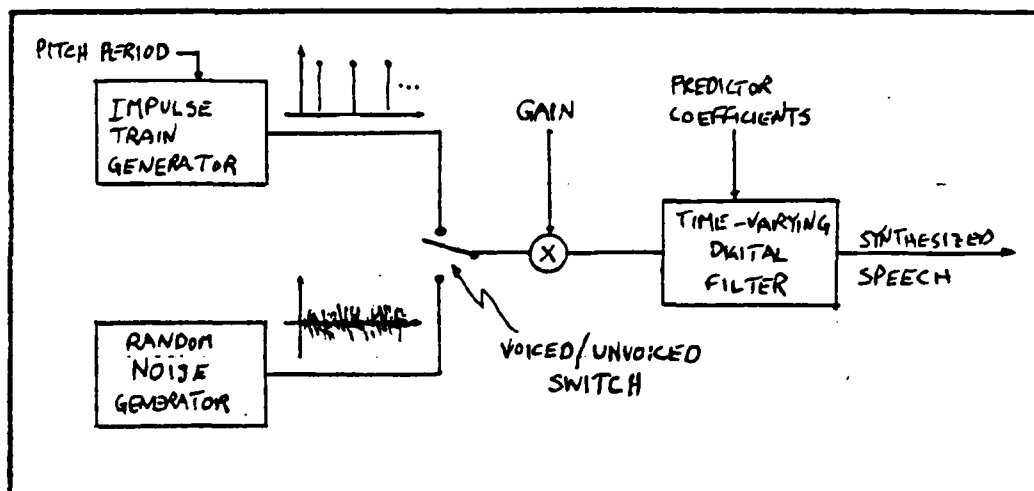 PITCH PERIOD
IMPULSE
TRAIN
GENERATOR
...
GAIN
PREDICTOR
COEFFICIENTS
X
TIME-VARYING
DIGITAL
FILTER
SYNTHESIZED
SPEECH
VOICED/UNVOICED
SWITCH
RANDOM
NOISE
GENERATOR